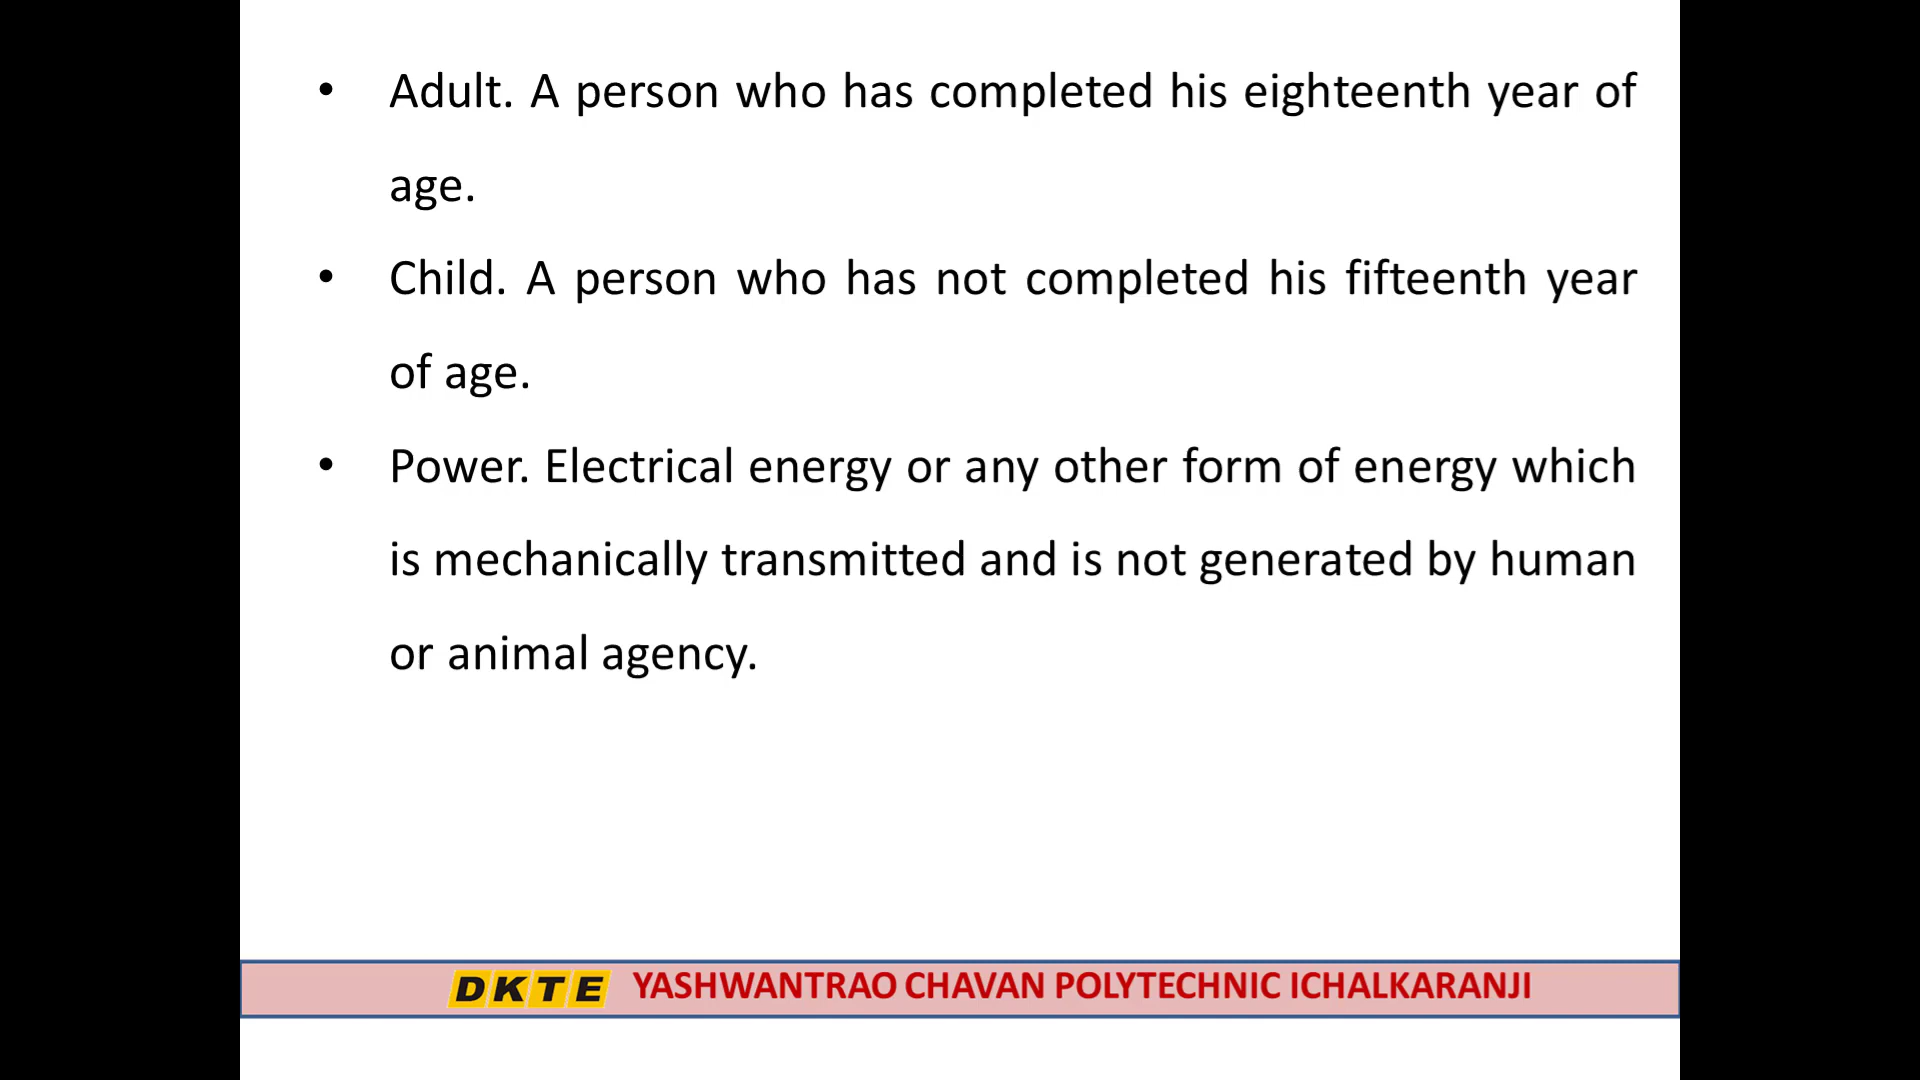 • Adult. A person who has completed his eighteenth year of
age.
• Child. A person who has not completed his fifteenth year
of age.
• Power. Electrical energy or any other form of energy which
is mechanically transmitted and is not generated by human
or animal agency.
DKTE YASHWANTRAO CHAVAN POLYTECHNIC ICHALKARANJI